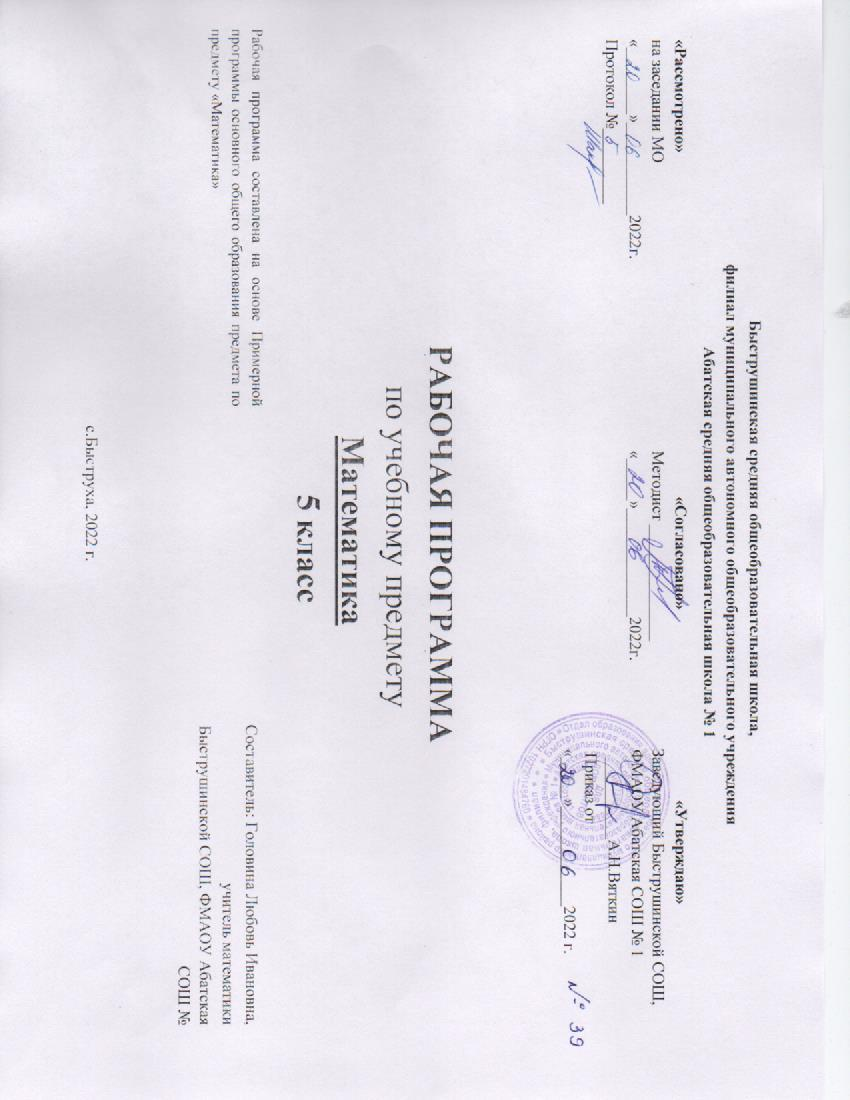 Быструшинская средняя общеобразовательная школа,
филиал муниципального автономного общеобразовательного учреждения
Абатская средняя общеобразовательная школа № 1
«Рассмотрено»
на заседании МО
«20» 06 2022г.
Протокол № 5
«Согласовано»
Методист
«20» 06 2022г.
«Утверждаю»
Заведующий Быструшинской СОШ,
ФМАОУ Абатская СОШ № 1
А.Н.Вяткин
Приказ от
«20» 06 2022 г. № 39
РАБОЧАЯ ПРОГРАММА
по учебному предмету
Математика
5 класс
Рабочая программа составлена на основе Примерной
программы основного общего образования предмета по
предмету «Математика»
Составитель: Головина Любовь Ивановна,
учитель математики
Быструшинской СОШ, ФМАОУ Абатская
СОШ №
с.Быструха, 2022 г.